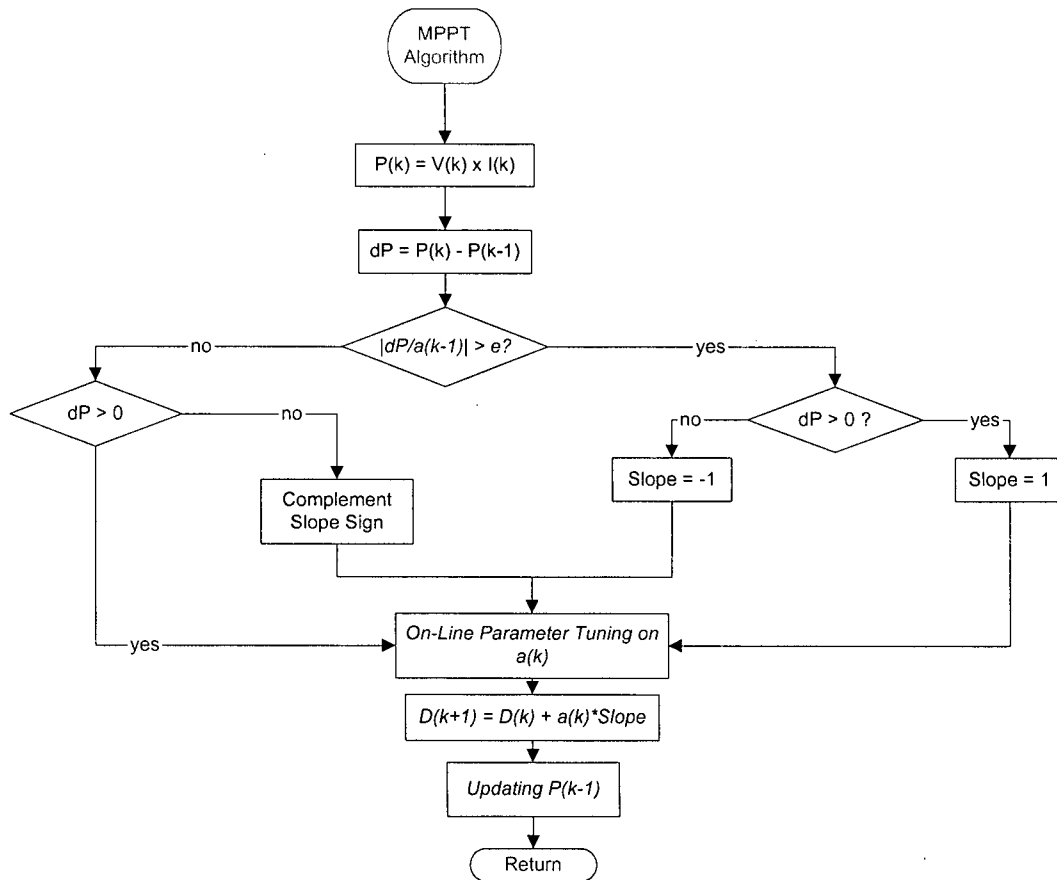 MPPT
Algorithm
P(k) = V(k) x I(k)
dP = P(k) - P(k-1)
|dP/a(k-1)| > e?
no
yes
dP > 0
no
dP > 0 ?
no
yes
Complement
Slope Sign
Slope = -1
Slope = 1
yes
On-Line Parameter Tuning on
a(k)
D(k+1) = D(k) + a(k)*Slope
Updating P(k-1)
Return